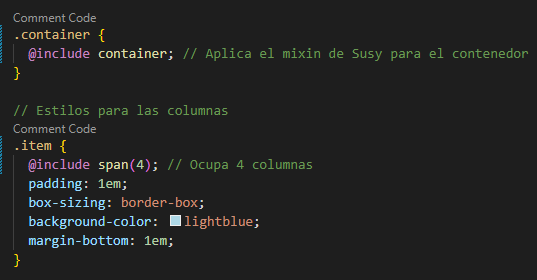 Comment Code
.container {
@include container; // Aplica el mixin de Susy para el contenedor
}
// Estilos para las columnas
Comment Code
.item {
@include span(4); // Ocupa 4 columnas
padding: 1em;
box-sizing: border-box;
background-color: lightblue;
margin-bottom: 1em;
}